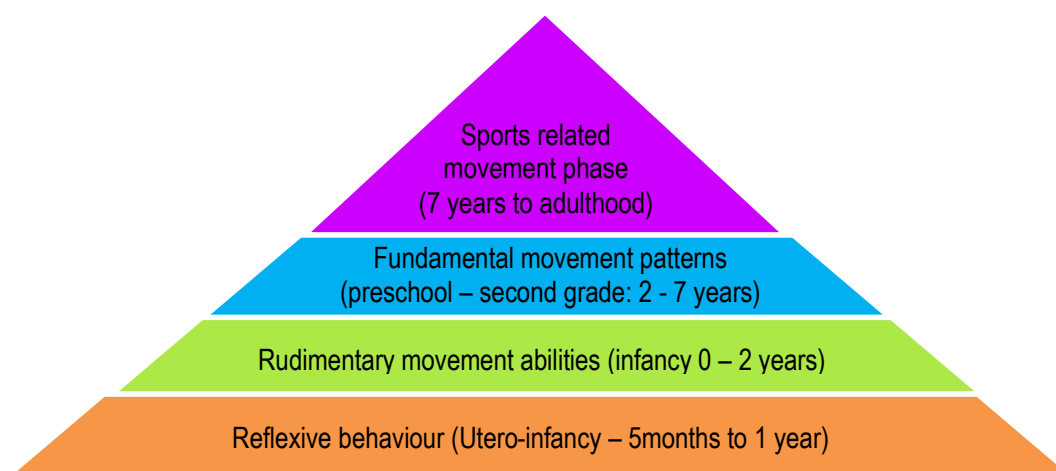 Sports related
movement phase
(7 years to adulthood)
Fundamental movement patterns
(preschool – second grade: 2 - 7 years)
Rudimentary movement abilities (infancy 0 – 2 years)
Reflexive behaviour (Utero-infancy – 5months to 1 year)